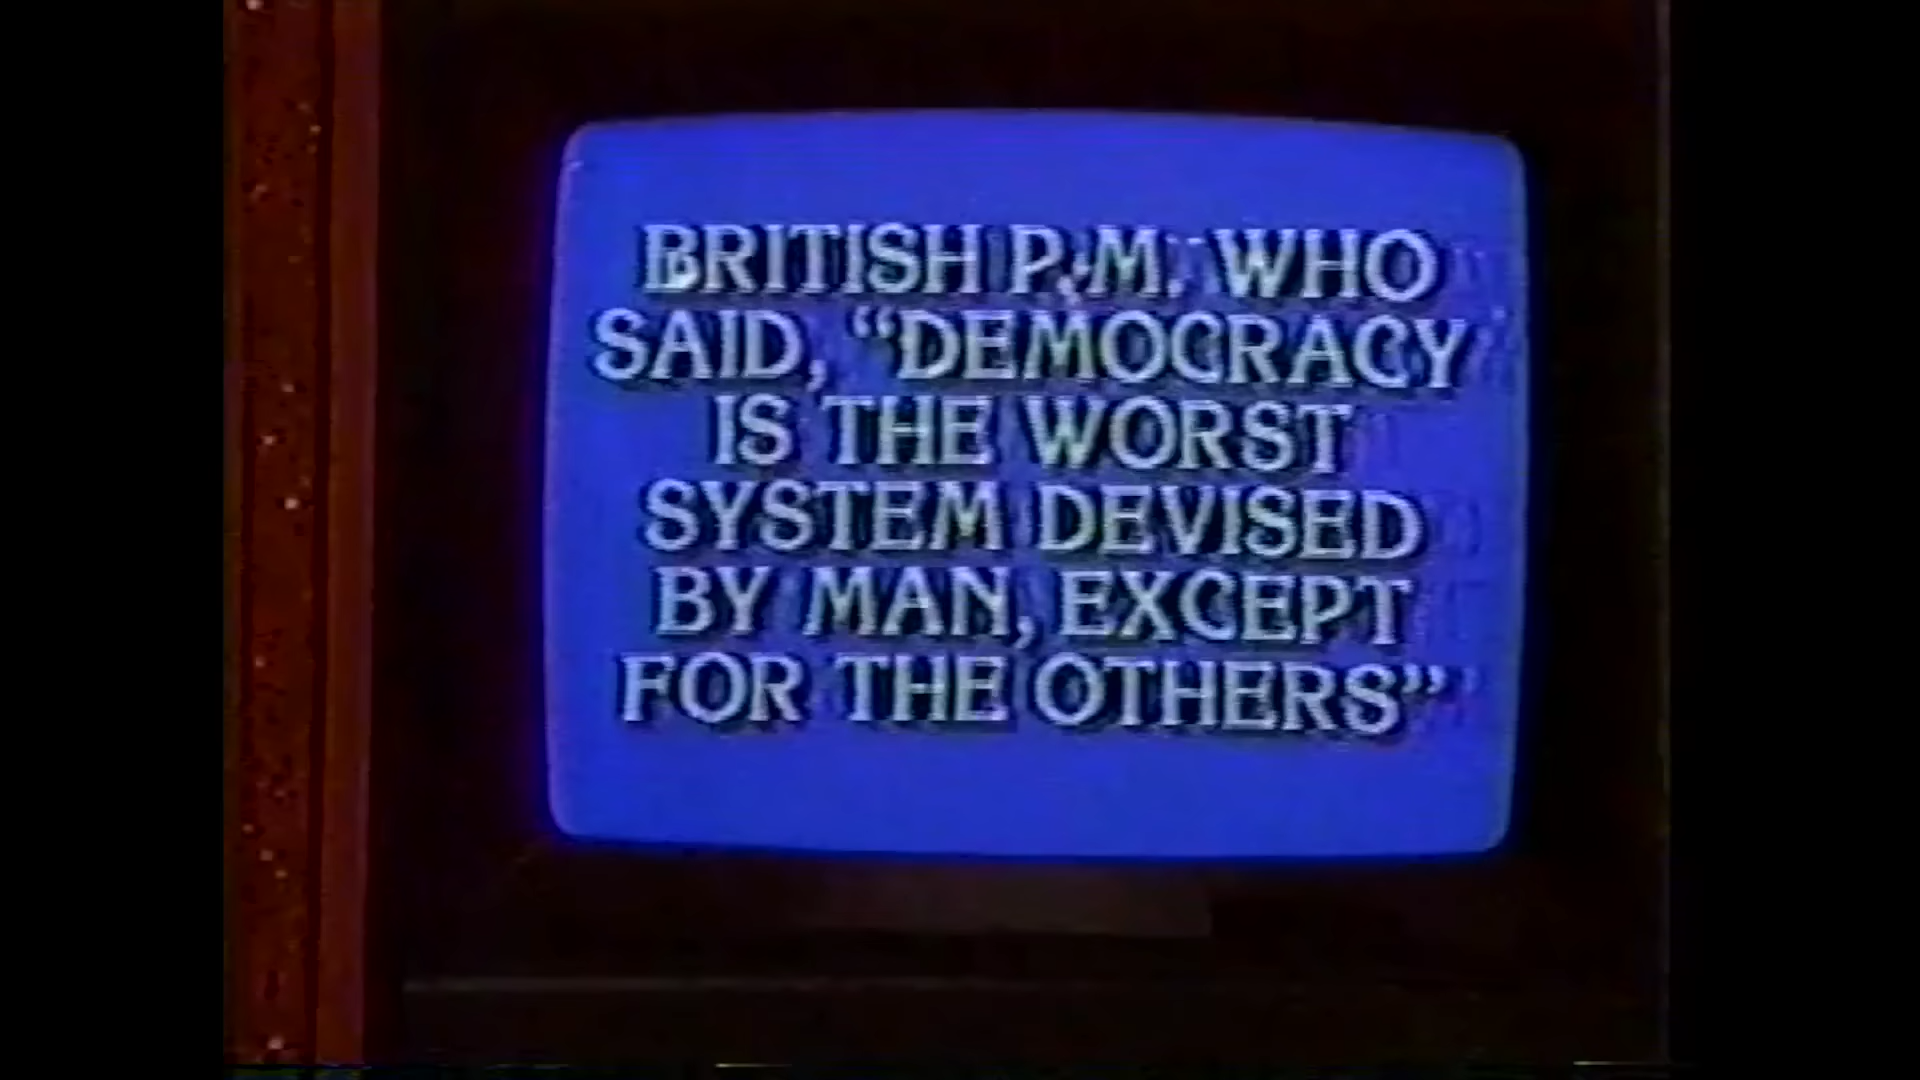 BRITISH P.M. WHO
SAID, “DEMOCRACY
IS THE WORST
SYSTEM DEVISED
BY MAN, EXCEPT
FOR THE OTHERS”